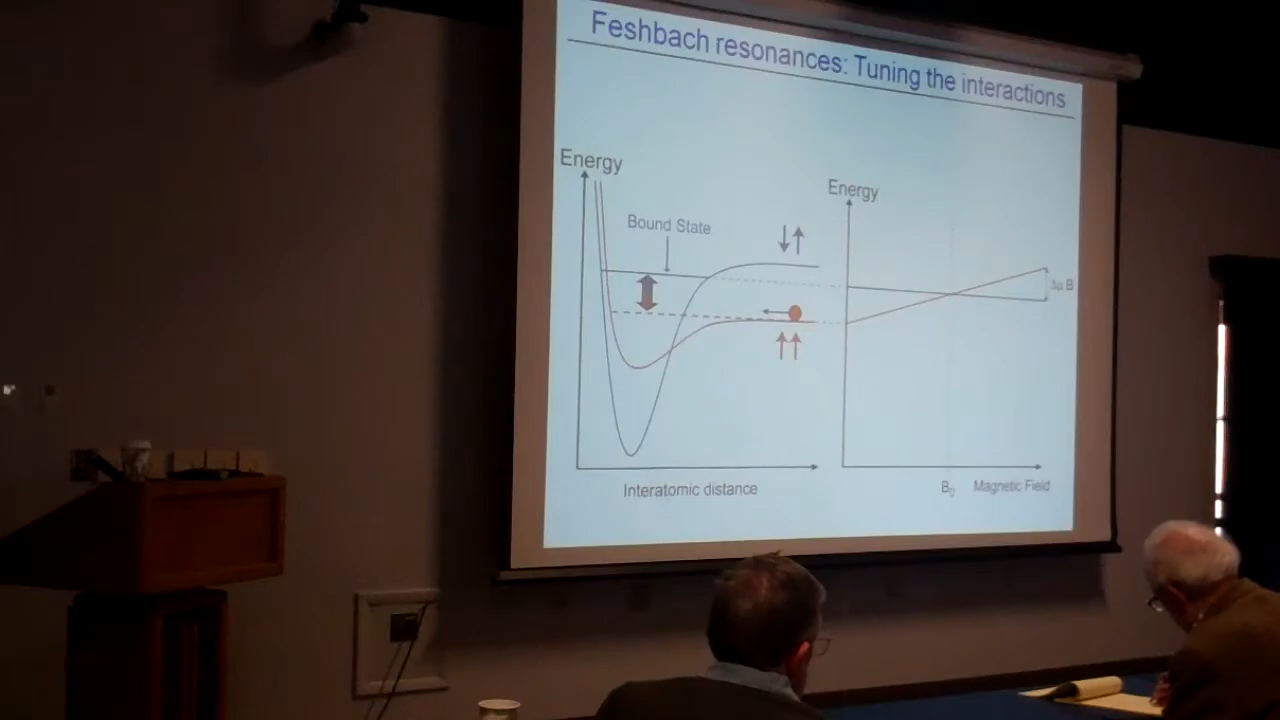 Feshbach resonances: Tuning the interactions
Energy
Energy
Bound State
Δμ B
Interatomic distance
B₀ Magnetic Field